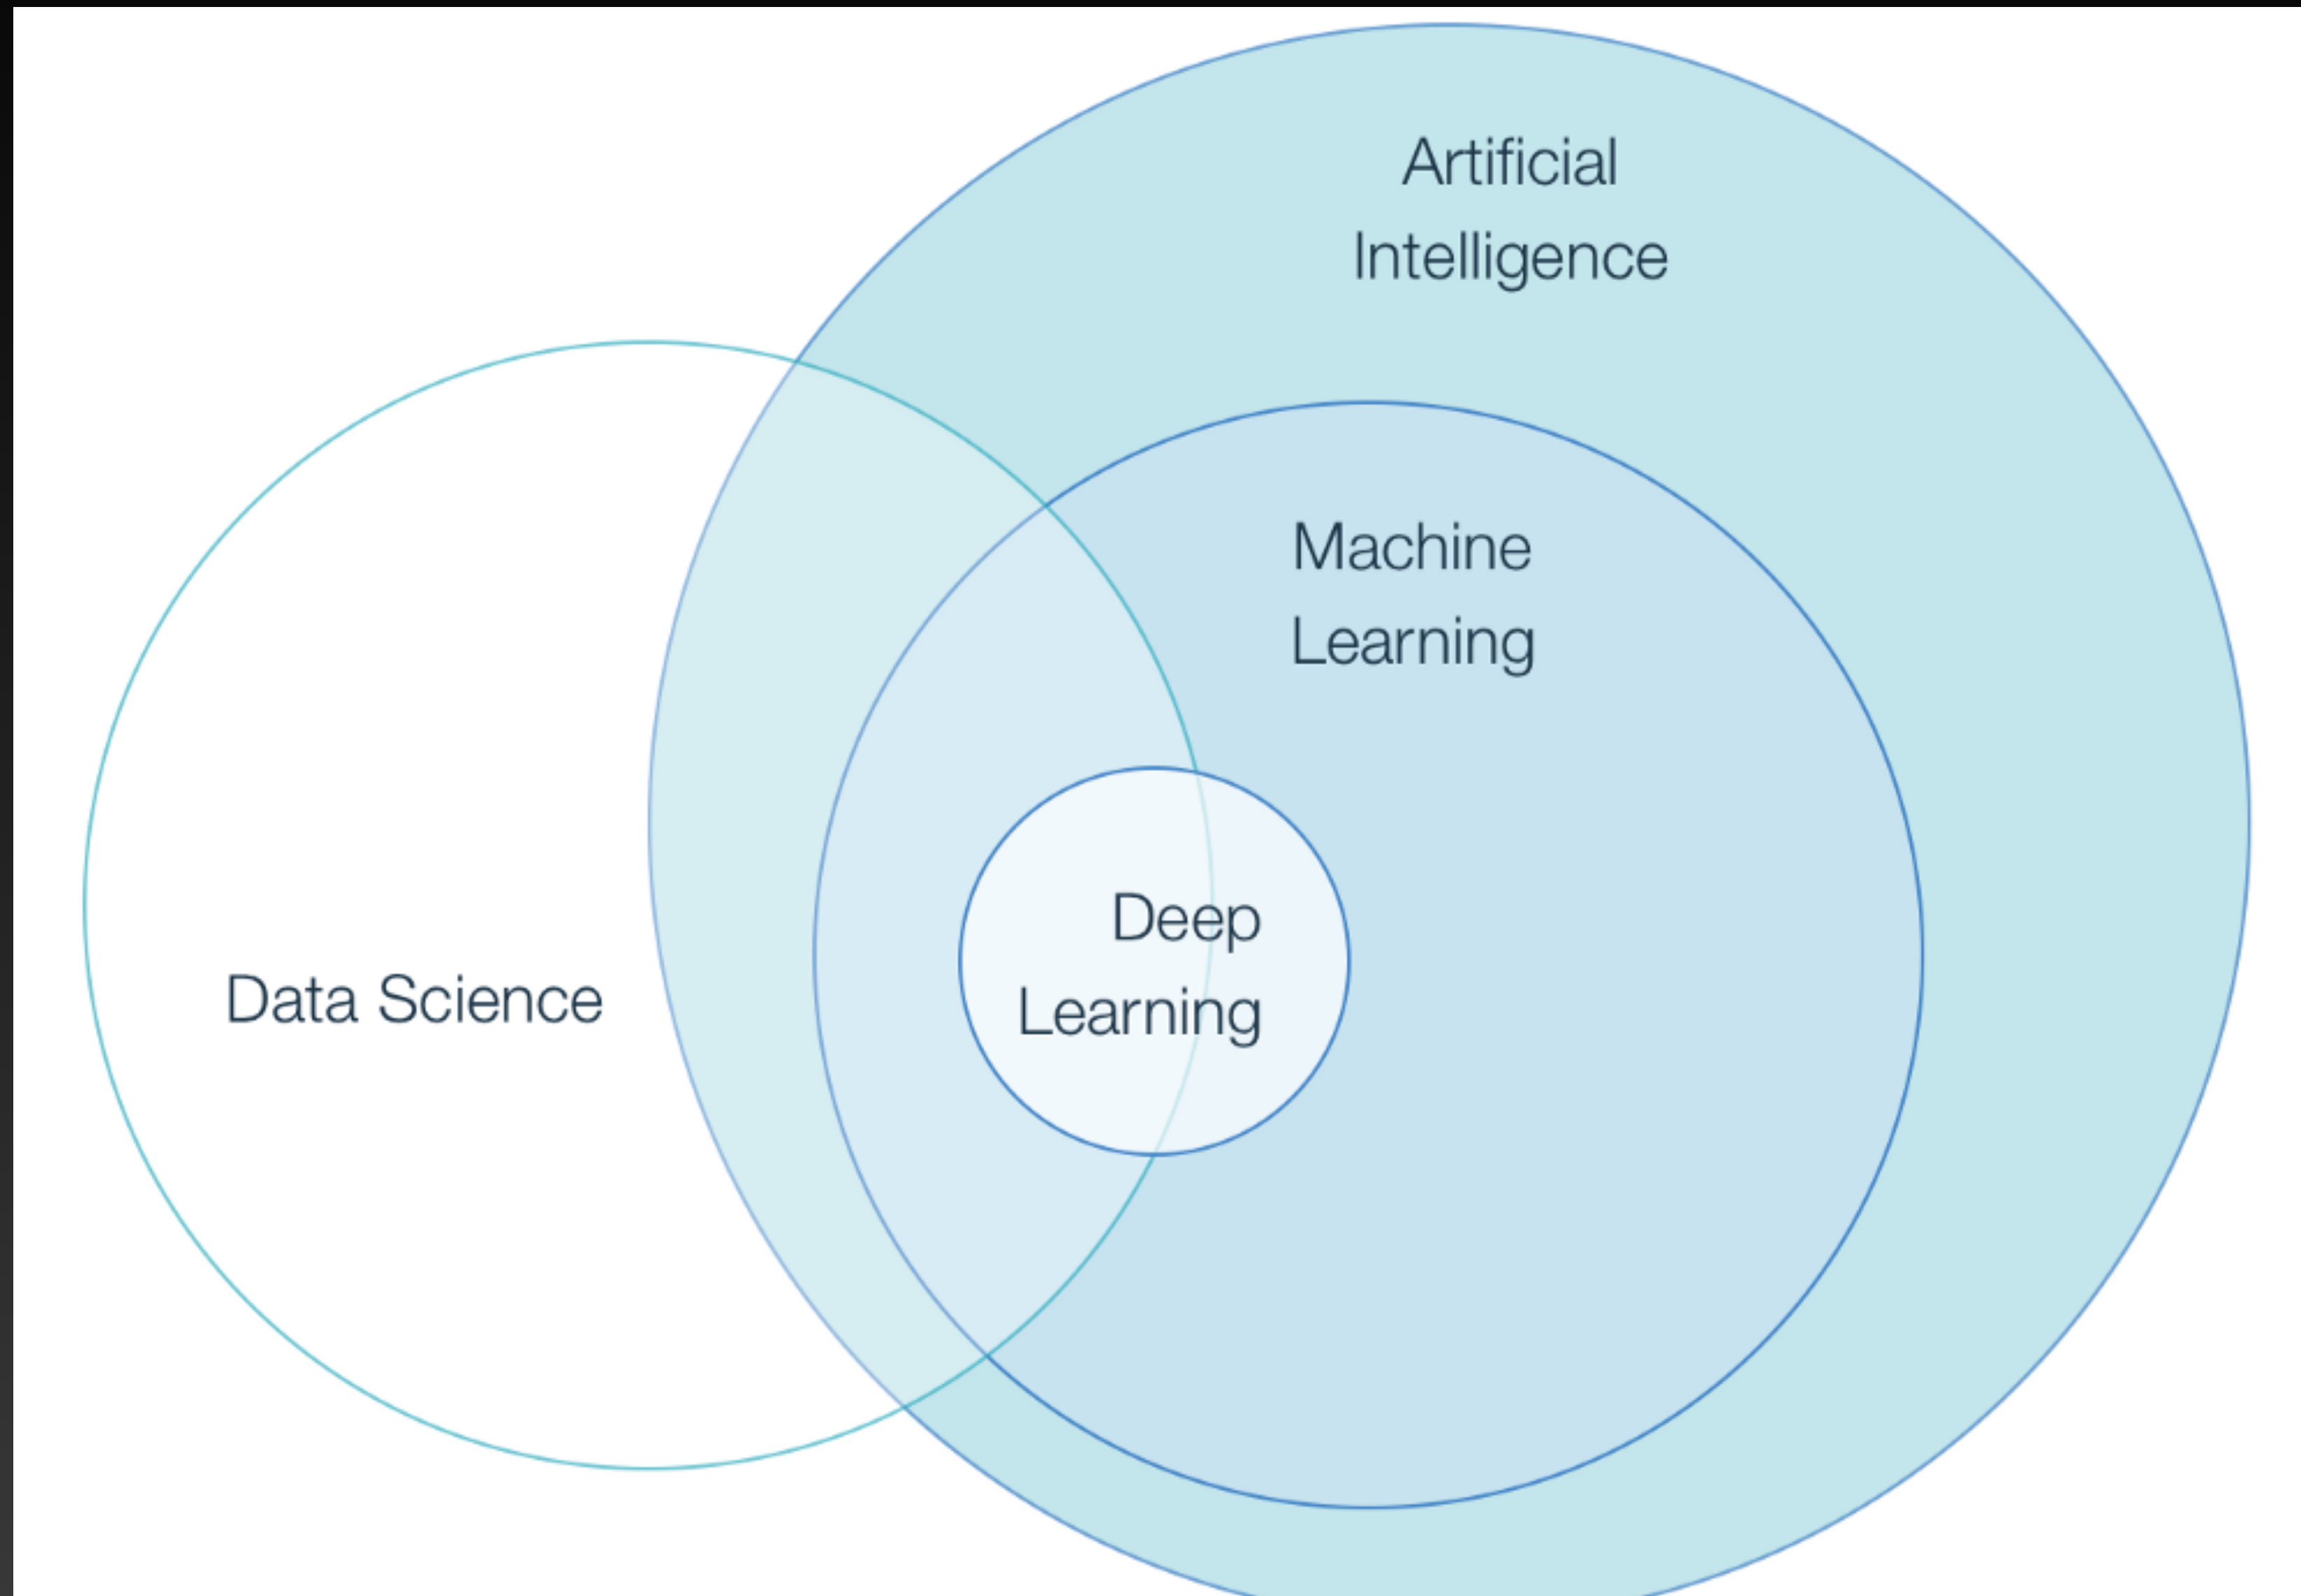 Artificial
Intelligence
Machine
Learning
Deep
Learning
Data Science